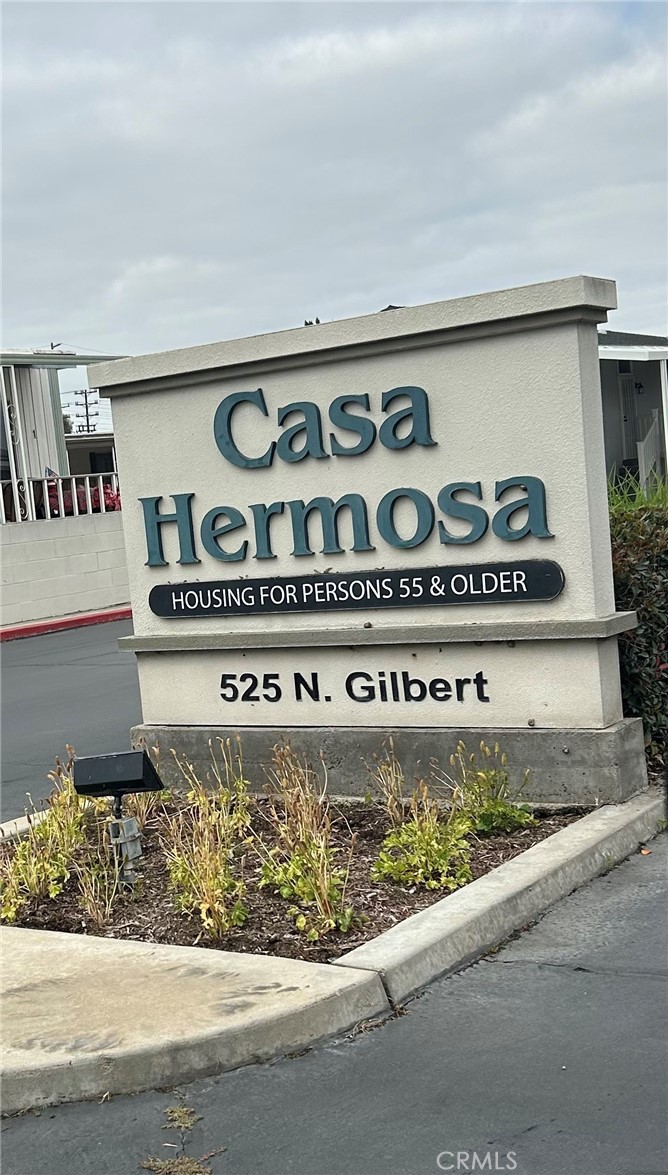 Casa
Hermosa
HOUSING FOR PERSONS 55 & OLDER
525 N. Gilbert
CRMLS